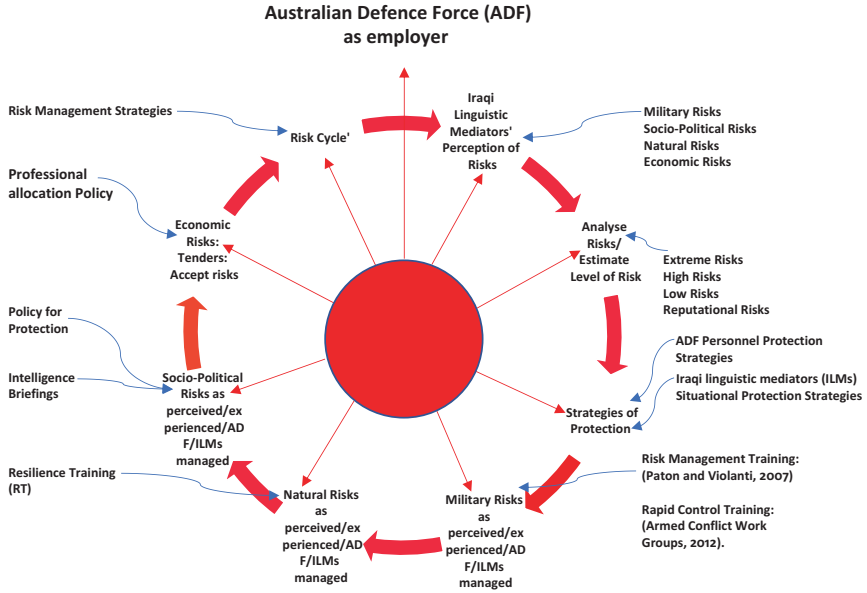 Australian Defence Force (ADF)
as employer
Risk Management Strategies
Risk Cycle'
Iraqi
Linguistic
Mediators'
Perception of
Risks
Military Risks
Socio-Political Risks
Natural Risks
Economic Risks
Professional
allocation Policy
Economic
Risks:
Tenders:
Accept risks
Analyse
Risks/
Estimate
Level of Risk
Extreme Risks
High Risks
Low Risks
Reputational Risks
Policy for
Protection
Intelligence
Briefings
Socio-Political
Risks as
perceived/ex
perienced/AD
F/ILMs
managed
ADF Personnel Protection
Strategies
Iraqi linguistic mediators (ILMs)
Situational Protection Strategies
Strategies of
Protection
Resilience Training
(RT)
Natural Risks
as
perceived/ex
perienced/AD
F/ILMs
managed
Military Risks
as
perceived/ex
perienced/AD
F/ILMs
managed
Risk Management Training:
(Paton and Violanti, 2007)
Rapid Control Training:
(Armed Conflict Work
Groups, 2012).